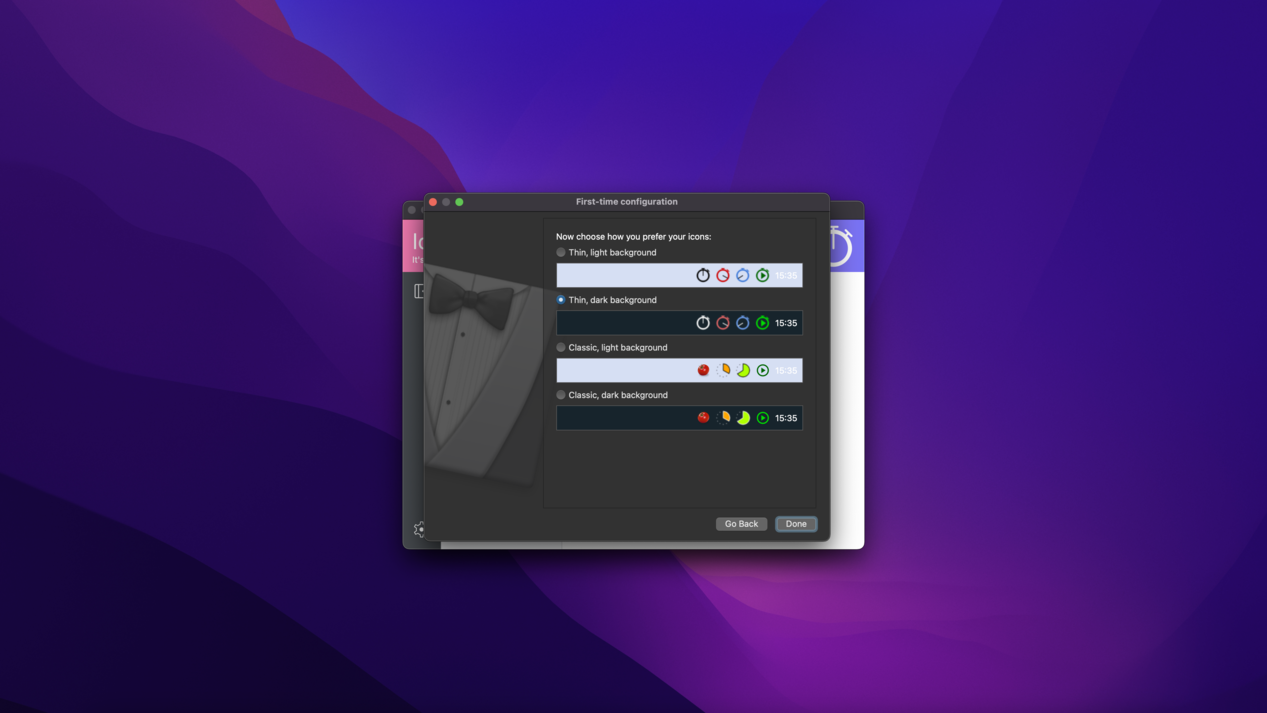 First-time configuration
Now choose how you prefer your icons:
Thin, light background
15:35
Thin, dark background
15:35
Classic, light background
15:35
Classic, dark background
15:35
It's
Go Back
Done